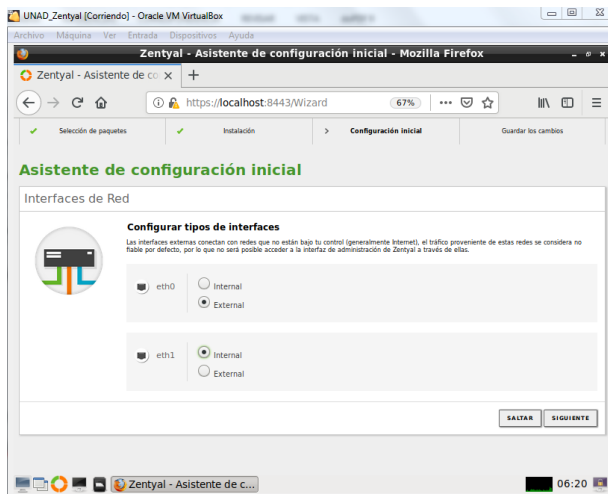 UNAD_Zentyal [Corriendo] - Oracle VM VirtualBox
Archivo Máquina Ver Entrada Dispositivos Ayuda
Zentyal - Asistente de configuración inicial - Mozilla Firefox
Zentyal - Asistente de co
https://localhost:8443/Wizard
67%
Selección de paquetes
Instalación
Configuración inicial
Guardar los cambios
Asistente de configuración inicial
Interfaces de Red
Configurar tipos de interfaces
Las interfaces externas conectan con redes que no están bajo tu control (generalmente Internet), el tráfico proveniente de estas redes se considera no
fiable por defecto, por lo que no será posible acceder a la interfaz de administración de Zentyal a través de ellas.
eth0
Internal
External
eth1
Internal
External
SALTAR
SIGUIENTE
Zentyal - Asistente de c...
06:20